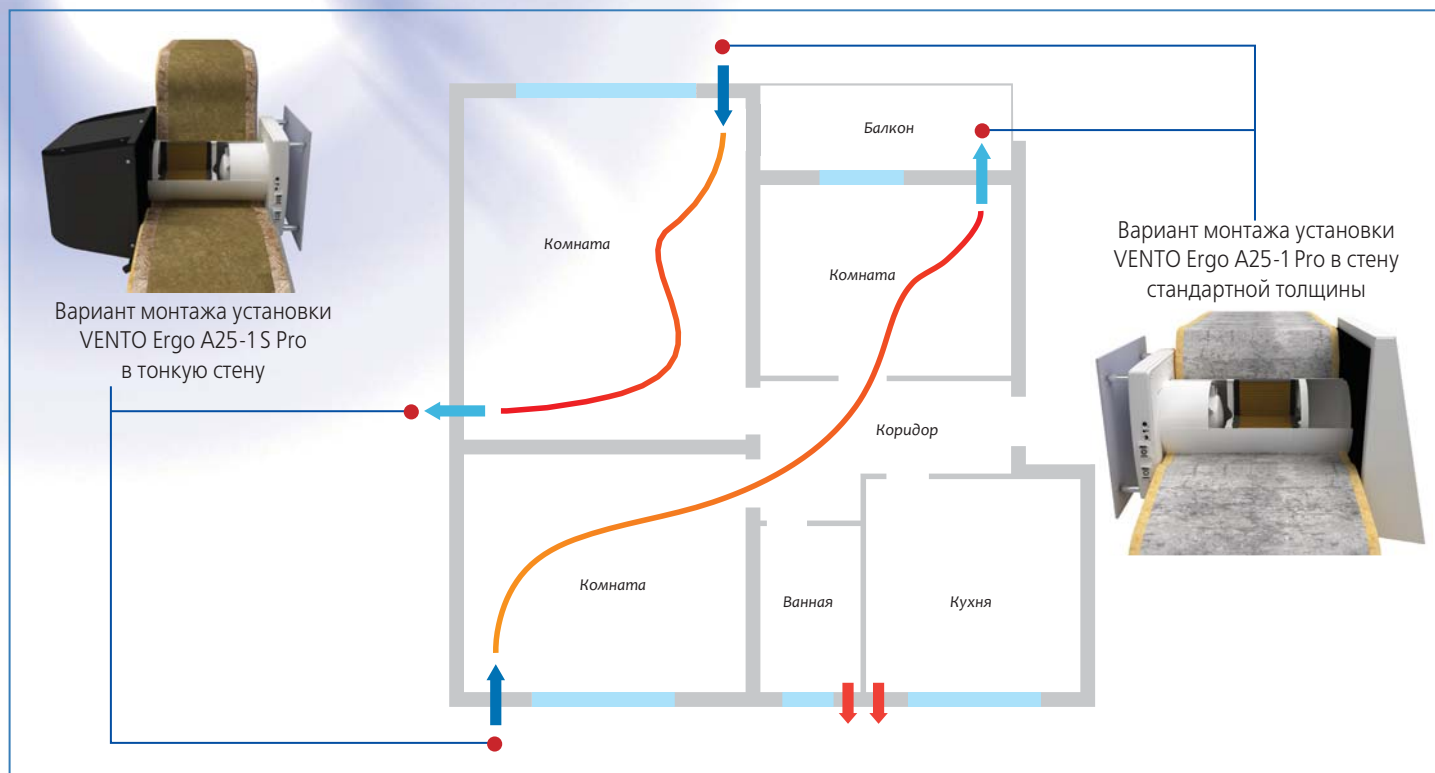 Балкон
Комната
Комната
Вариант монтажа установки
VENTO Ergo A25-1 S Pro
в тонкую стену
Вариант монтажа установки
VENTO Ergo A25-1 Pro в стену
стандартной толщины
Коридор
Комната
Ванная
Кухня